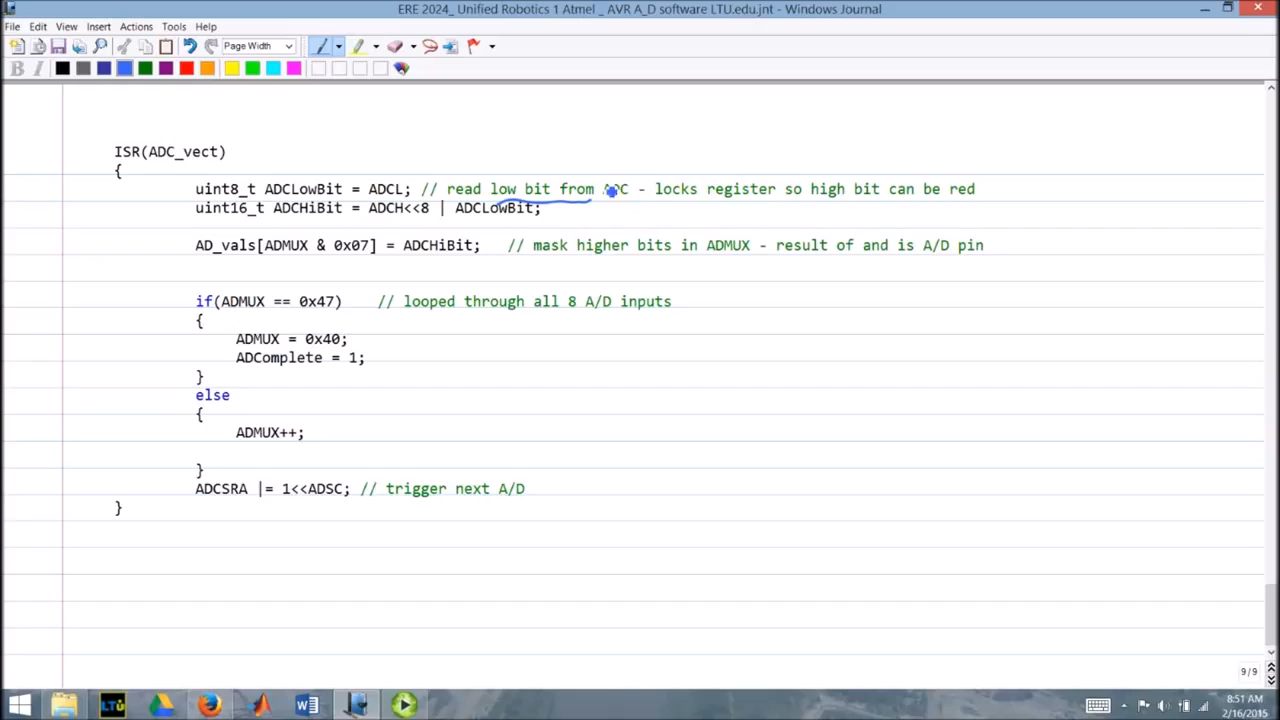 ERE 2024_ Unified Robotics 1 Atmel _ AVR A_D software LTU.edu.jnt - Windows Journal
File Edit View Insert Actions Tools Help
Page Width
B I
ISR(ADC_vect)
{
uint8_t ADCLowBit = ADCL; // read low bit from ADC - locks register so high bit can be red
uint16_t ADCHiBit = ADCH<<8 | ADCLowBit;
AD_vals[ADMUX & 0x07] = ADCHiBit; // mask higher bits in ADMUX - result of and is A/D pin
if(ADMUX == 0x47) // looped through all 8 A/D inputs
{
ADMUX = 0x40;
ADComplete = 1;
}
else
{
ADMUX++;
}
ADCSRA |= 1<<ADSC; // trigger next A/D
}
9/9
LTU
8:51 AM
2/16/2015